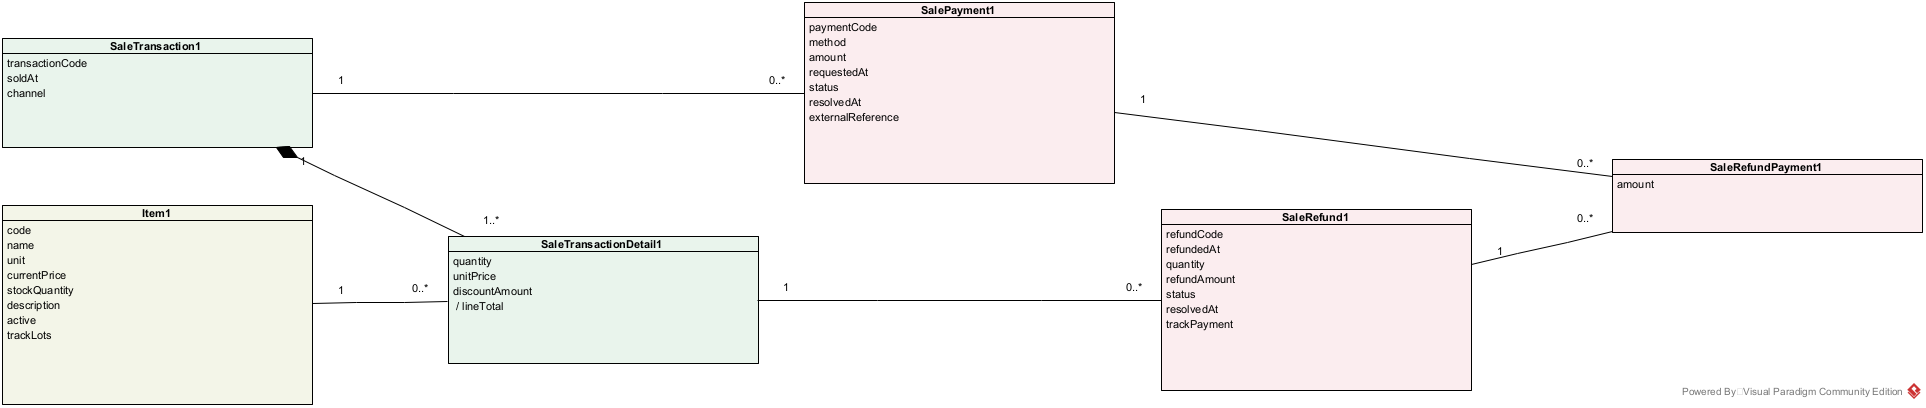 SalePayment1
paymentCode
method
amount
requestedAt
status
resolvedAt
externalReference
SaleTransaction1
transactionCode
soldAt
channel
1
0..*
1
0..*
1
1..*
SaleRefundPayment1
amount
Item1
code
name
unit
currentPrice
stockQuantity
description
active
trackLots
1
0..*
SaleTransactionDetail1
quantity
unitPrice
discountAmount
/ lineTotal
1
0..*
SaleRefund1
refundCode
refundedAt
quantity
refundAmount
status
resolvedAt
trackPayment
1
0..*
Powered By Visual Paradigm Community Edition